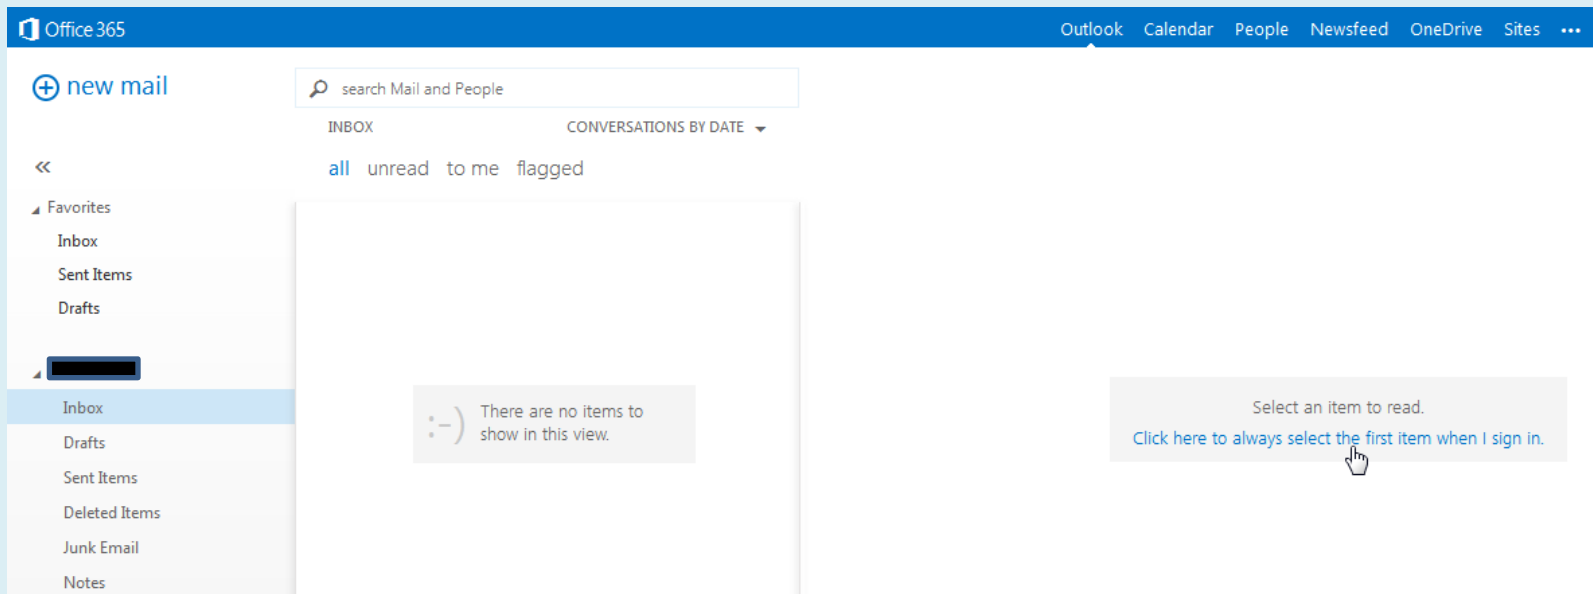 Office 365
Outlook Calendar People Newsfeed OneDrive Sites •••
new mail
search Mail and People
INBOX CONVERSATIONS BY DATE
all unread to me flagged
Favorites
Inbox
Sent Items
Drafts
Inbox
Drafts
Sent Items
Deleted Items
Junk Email
Notes
:-)
There are no items to
show in this view.
Select an item to read.
Click here to always select the first item when I sign in.